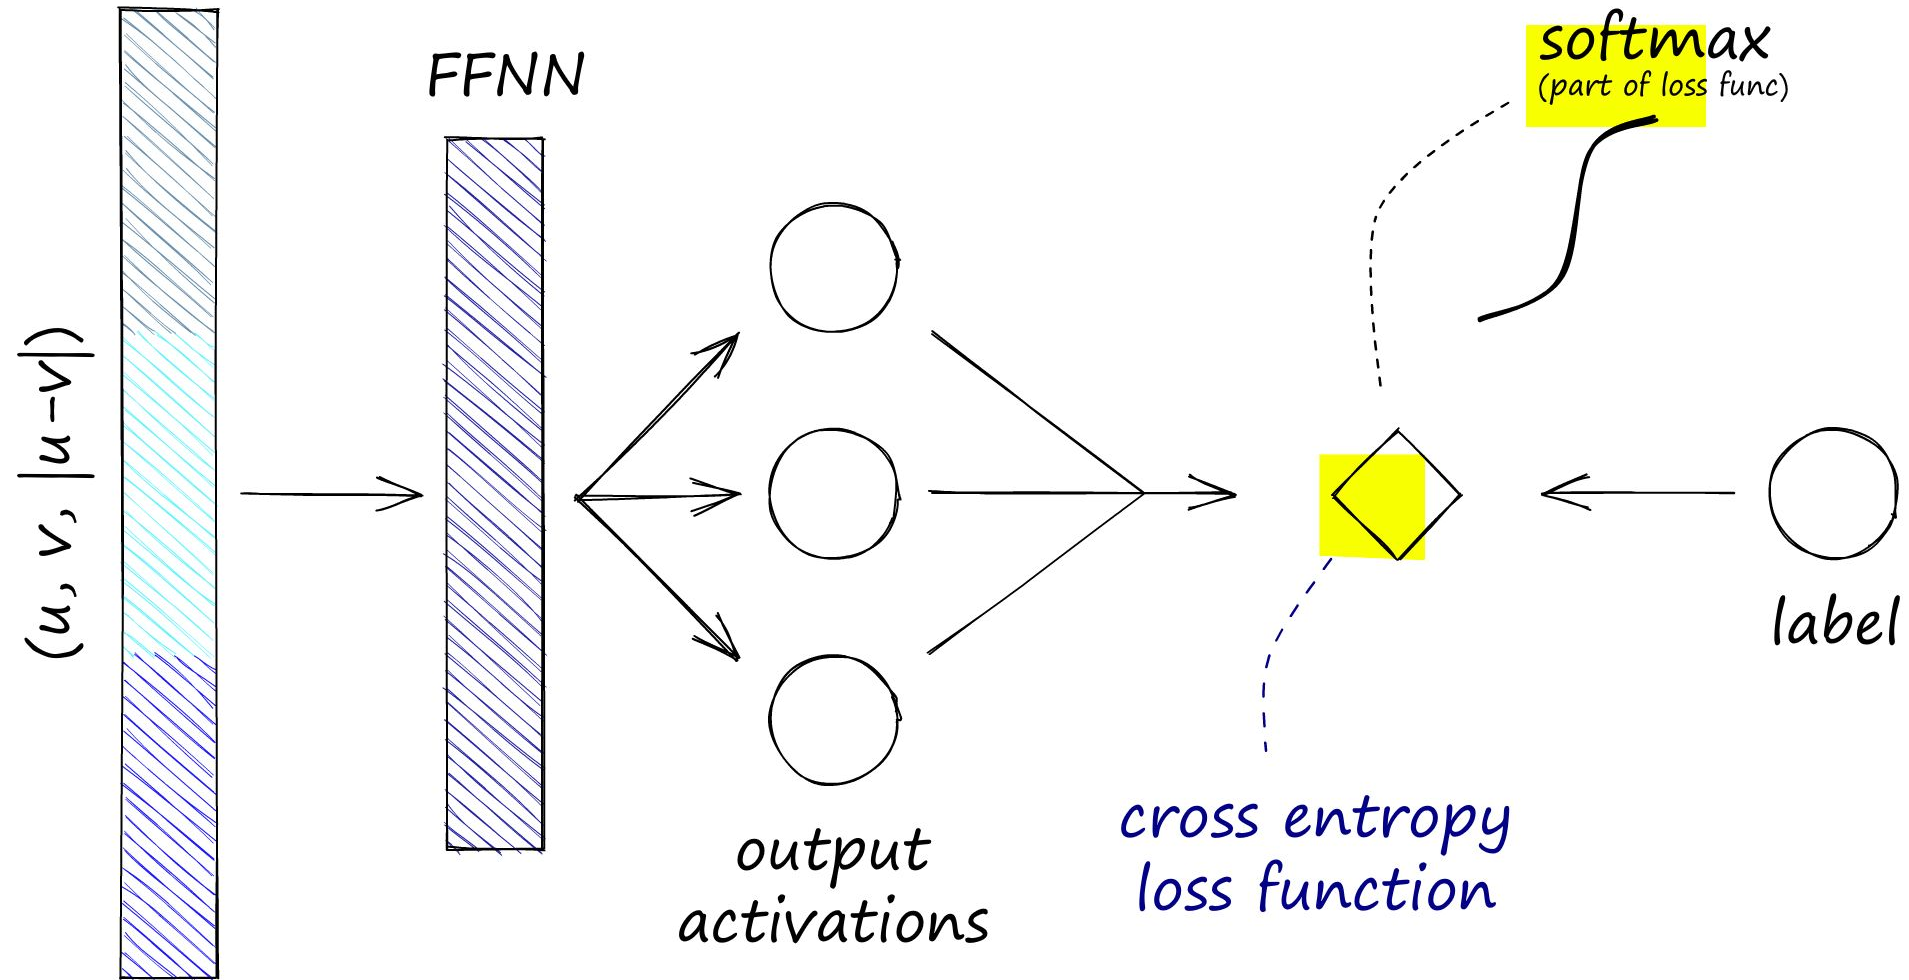 (u, v, |u-v|)
FFNN
output
activations
softmax
(part of loss func)
cross entropy
loss function
label